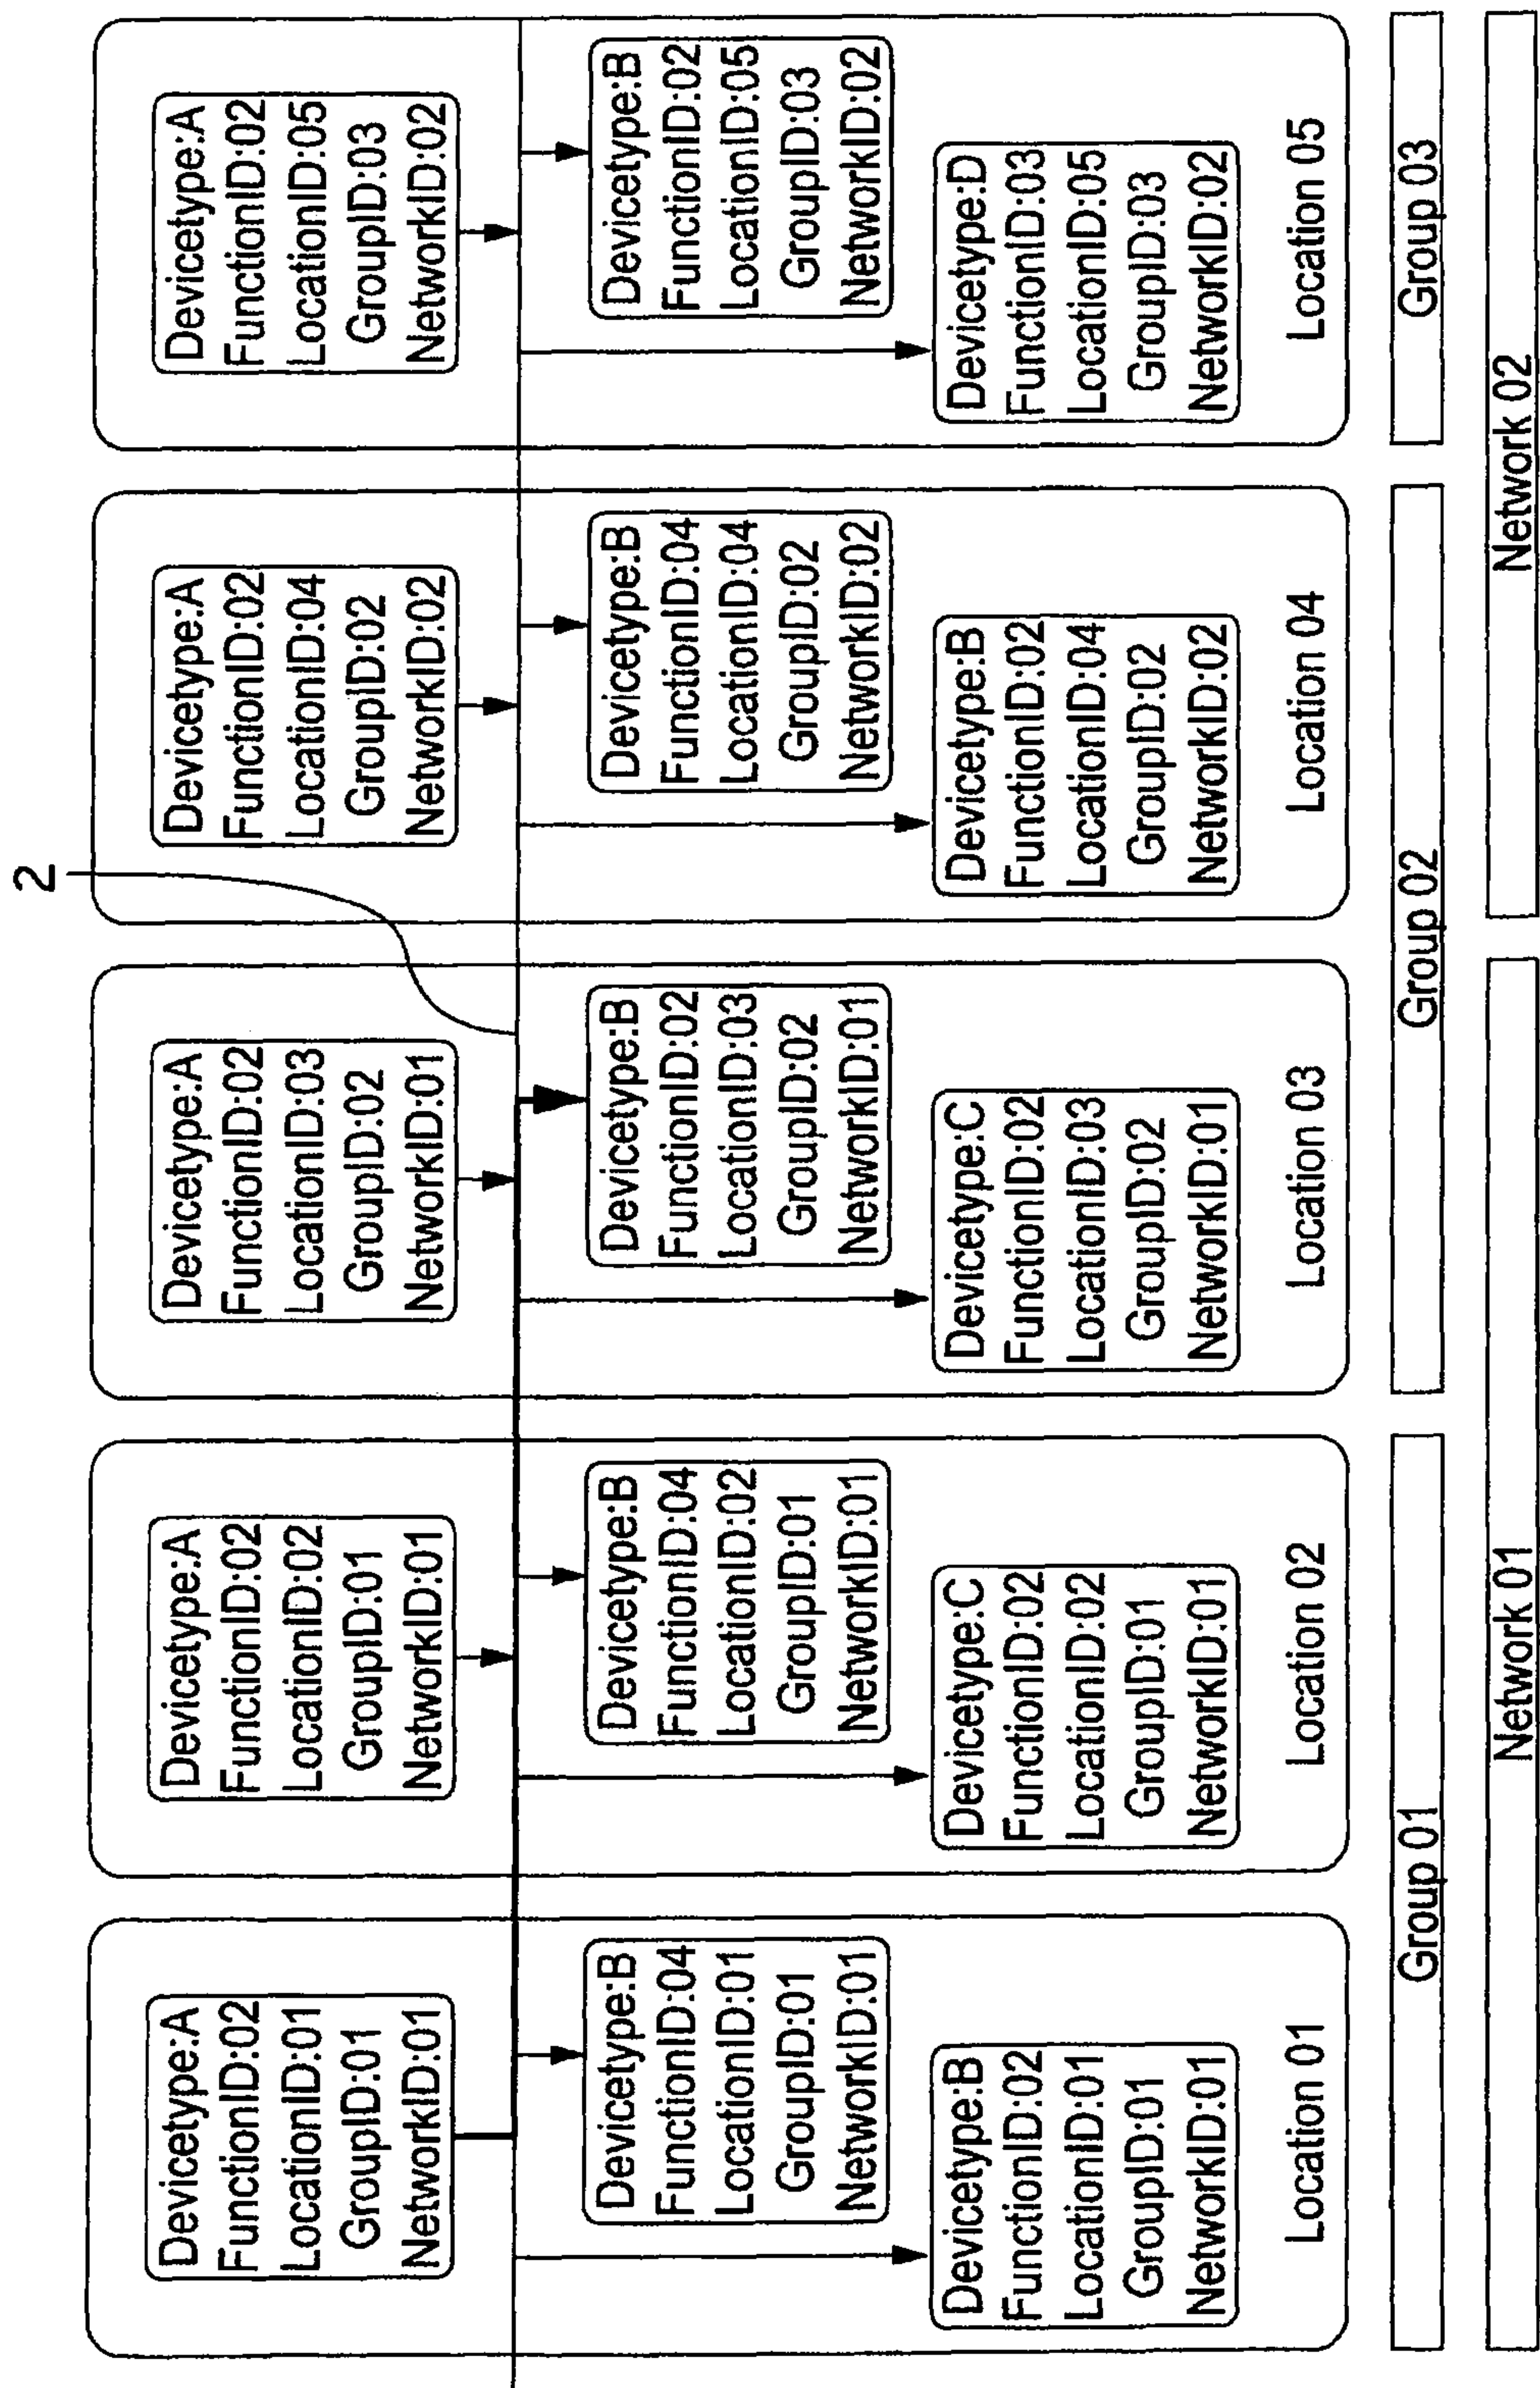 2
Devicetype:A
FunctionID:02
LocationID:01
GroupID:01
NetworkID:01
Devicetype:B
FunctionID:04
LocationID:01
GroupID:01
NetworkID:01
Devicetype:B
FunctionID:02
LocationID:01
GroupID:01
NetworkID:01
Location 01
Devicetype:A
FunctionID:02
LocationID:02
GroupID:01
NetworkID:01
Devicetype:B
FunctionID:04
LocationID:02
GroupID:01
NetworkID:01
Devicetype:C
FunctionID:02
LocationID:02
GroupID:01
NetworkID:01
Location 02
Devicetype:A
FunctionID:02
LocationID:03
GroupID:02
NetworkID:01
Devicetype:B
FunctionID:02
LocationID:03
GroupID:02
NetworkID:01
Devicetype:C
FunctionID:02
LocationID:03
GroupID:02
NetworkID:01
Location 03
Devicetype:A
FunctionID:02
LocationID:04
GroupID:02
NetworkID:02
Devicetype:B
FunctionID:04
LocationID:04
GroupID:02
NetworkID:02
Devicetype:B
FunctionID:02
LocationID:04
GroupID:02
NetworkID:02
Location 04
Devicetype:A
FunctionID:02
LocationID:05
GroupID:03
NetworkID:02
Devicetype:B
FunctionID:02
LocationID:05
GroupID:03
NetworkID:02
Devicetype:D
FunctionID:03
LocationID:05
GroupID:03
NetworkID:02
Location 05
Group 01
Group 02
Group 03
Network 01
Network 02